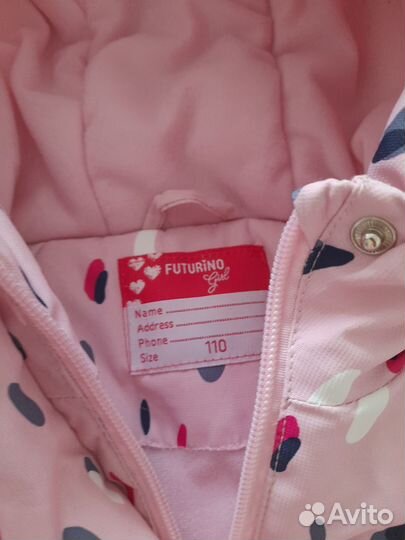 FUTURiNO
Girl
Name
Address
Phone
Size 110
Avito